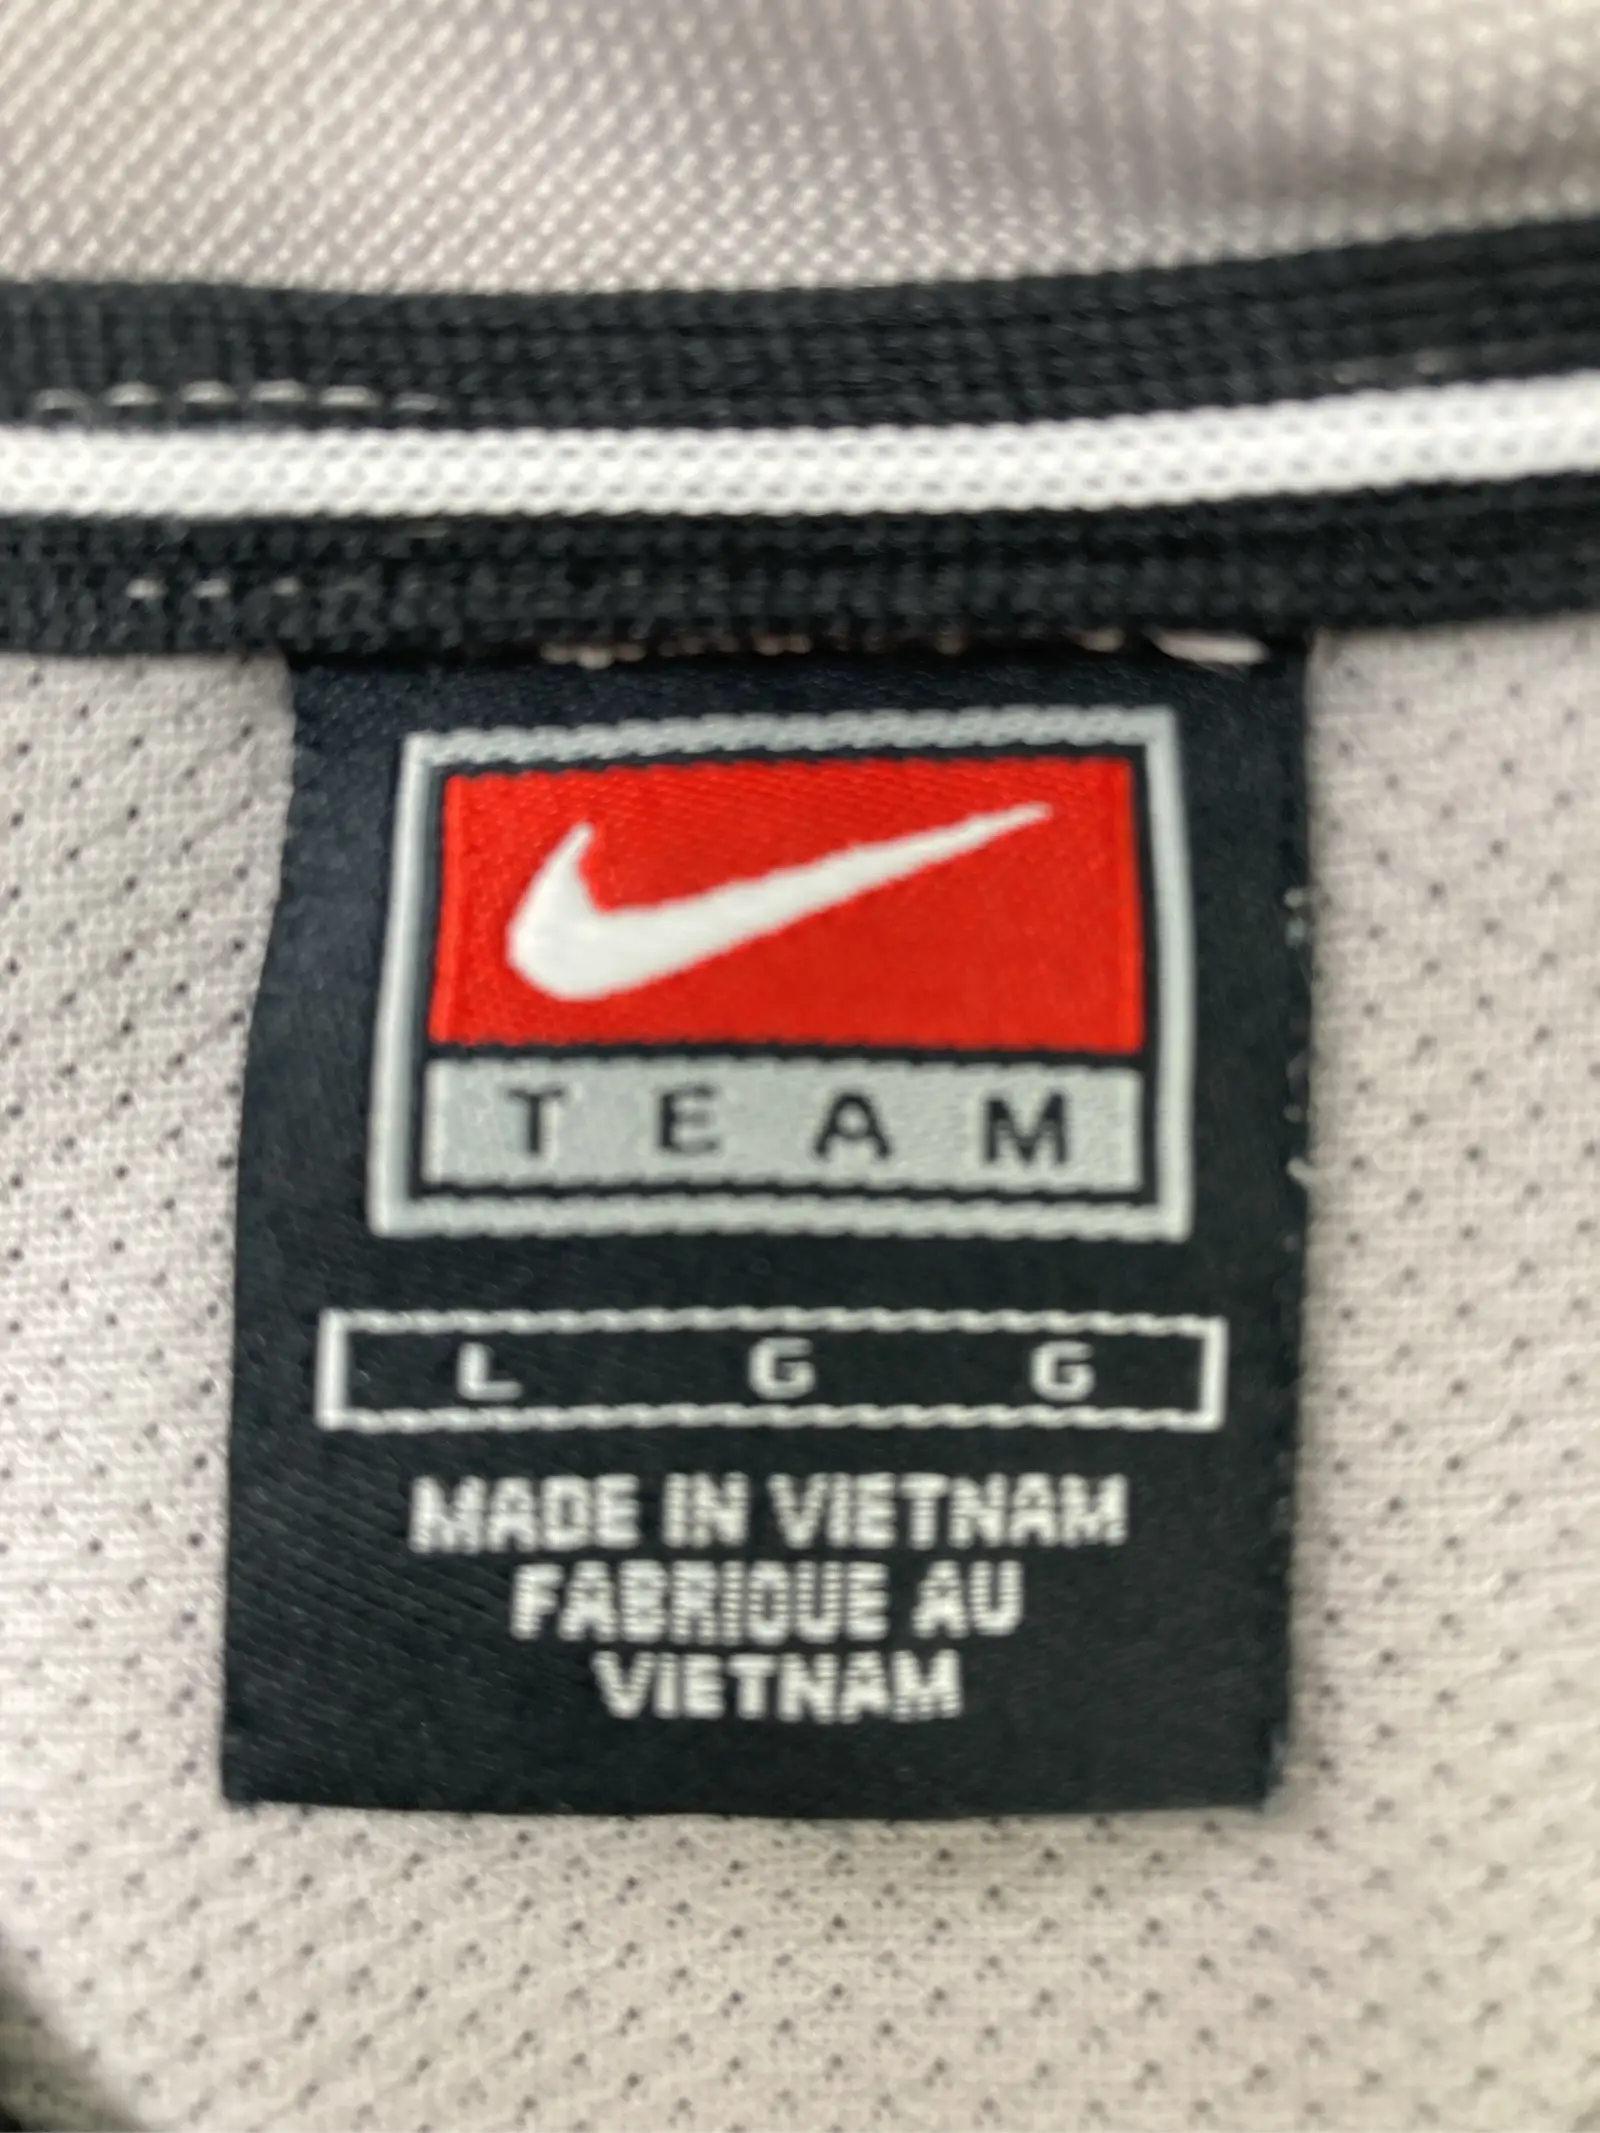 TEAM
L G G
MADE IN VIETNAM
FABRIQUE AU
VIETNAM